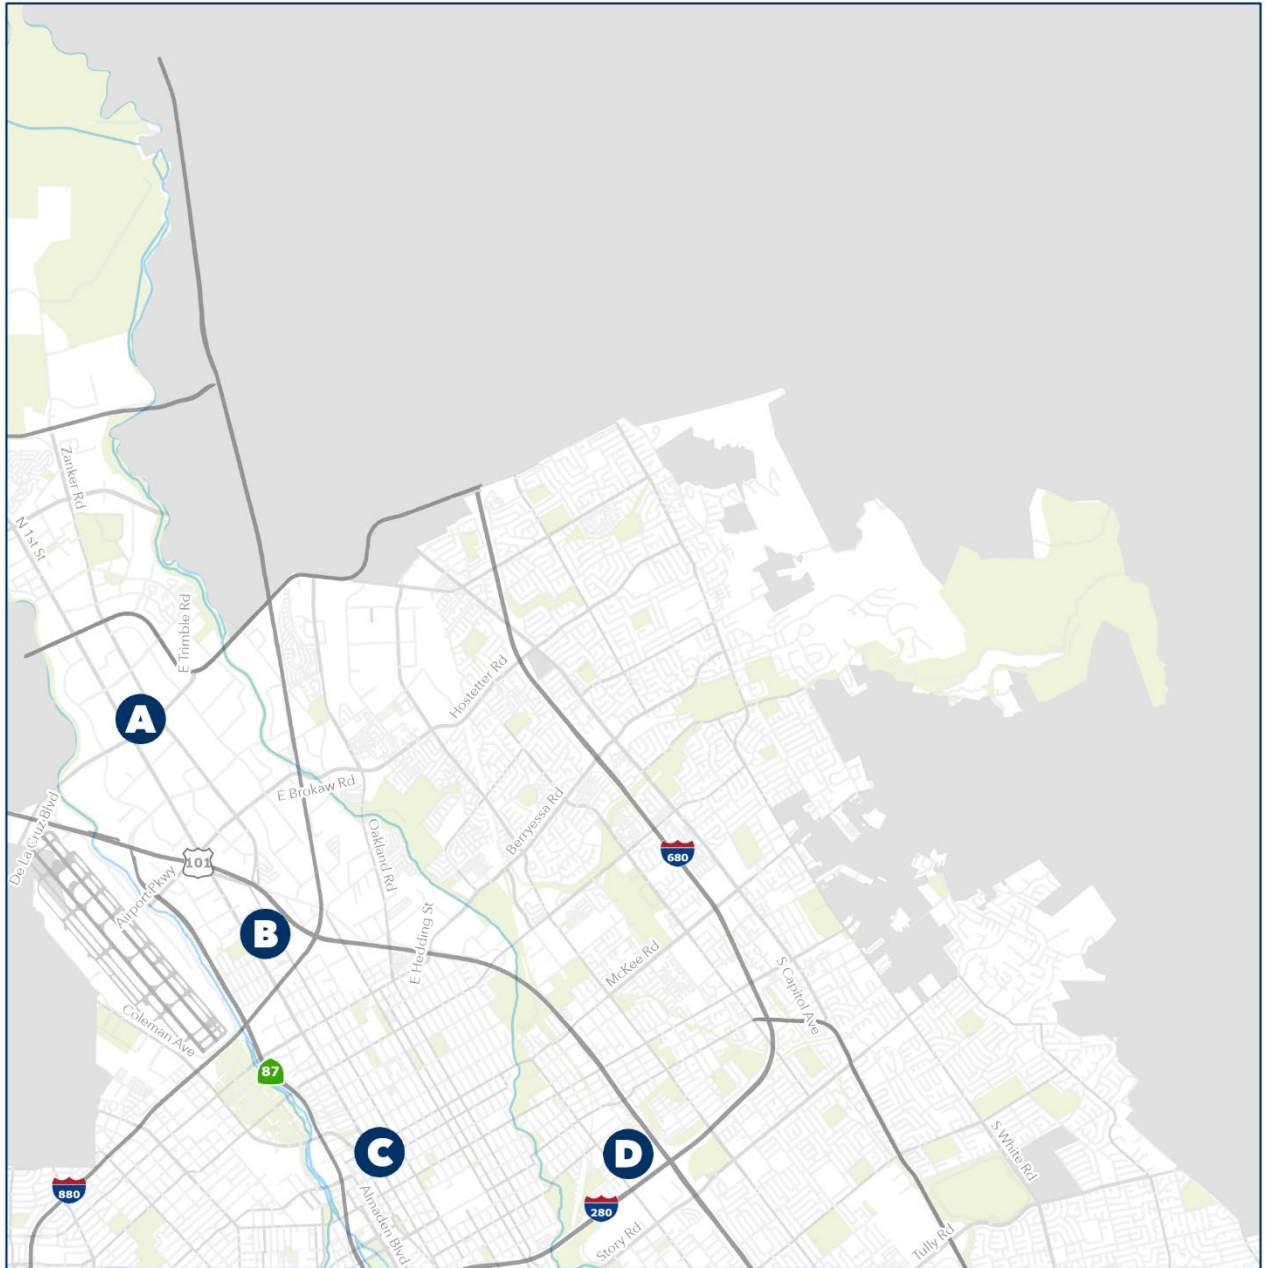 Zanker Rd
N 1st St
E Trimble Rd
Hostetter Rd
A
E Brokaw Rd
De La Cruz Blvd
Oakland Rd
Berryessa Rd
680
101
Airport Pkwy
B
E Hedding St
McKee Rd
S Capitol Ave
Coleman Ave
87
C
D
S White Rd
880
280
Almaden Blvd
Story Rd
Tully Rd